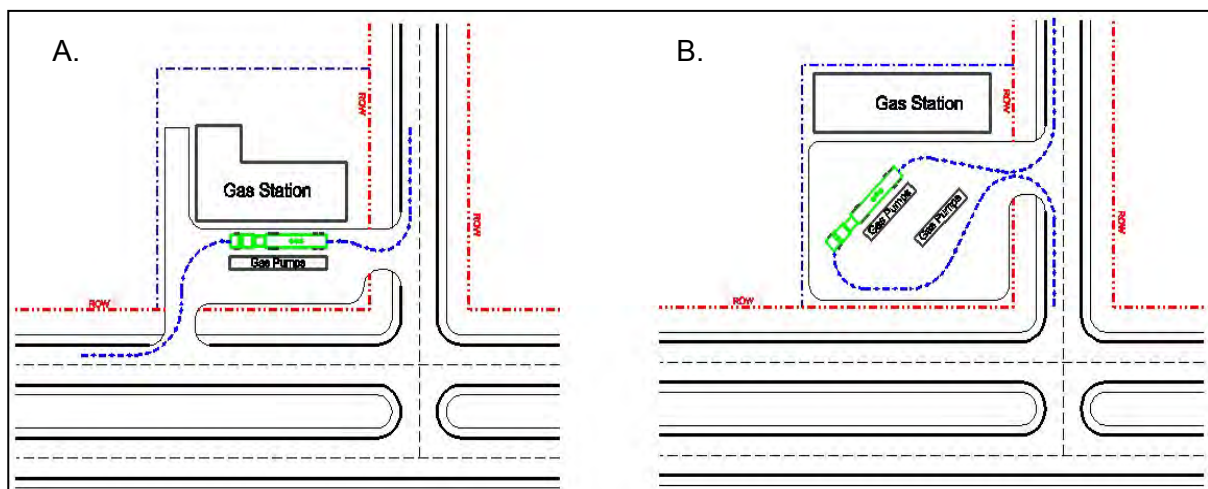 A.
ROW
Gas Station
Gas Pumps
ROW
ROW
B.
Gas Station
ROW
Gas Pumps
Gas Pumps
ROW
ROW